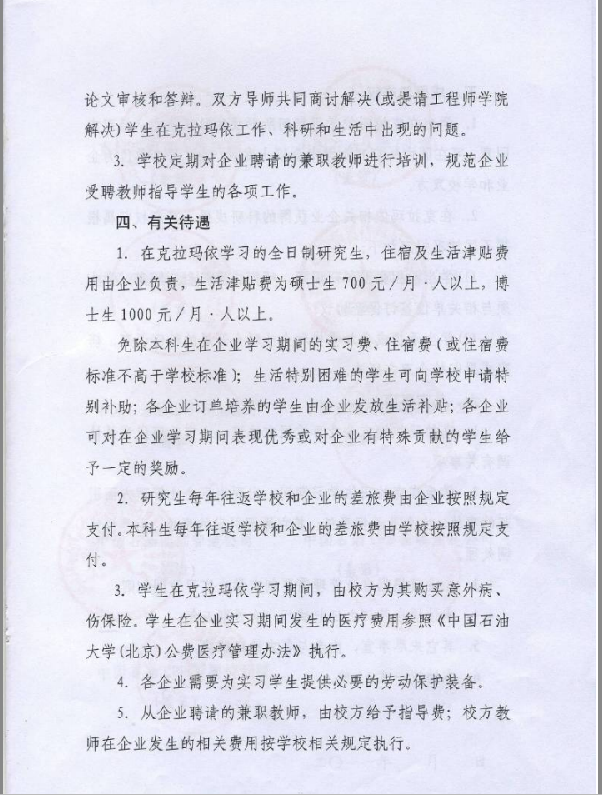 论文审核和答辩。双方导师共同商讨解决(或提请工程师学院
解决)学生在克拉玛依工作、科研和生活中出现的问题。
3. 学校定期对企业聘请的兼职教师进行培训,规范企业
受聘教师指导学生的各项工作。
四、有关待遇
1. 在克拉玛依学习的全日制研究生,住宿及生活津贴费
用由企业负责,生活津贴费为硕士生 700 元/月·人以上,博
士生 1000 元/月·人以上。
免除本科生在企业学习期间的实习费、住宿费(或住宿费
标准不高于学校标准);生活特别困难的学生可向学校申请特
别补助;各企业订单培养的学生由企业发放生活补贴;各企业
可对在企业学习期间表现优秀或对企业有特殊贡献的学生给
予一定的奖励。
2. 研究生每年往返学校和企业的差旅费由企业按照规定
支付。本科生每年往返学校和企业的差旅费由学校按照规定支
付。
3. 学生在克拉玛依学习期间,由校方为其购买意外疾、
伤保险。学生在企业实习期间发生的医疗费用参照《中国石油
大学(北京)公费医疗管理办法》执行。
4. 各企业需要为实习学生提供必要的劳动保护装备.
5. 从企业聘请的兼职教师,由校方给予指导费;校方教
师在企业发生的相关费用按学校相关规定执行。